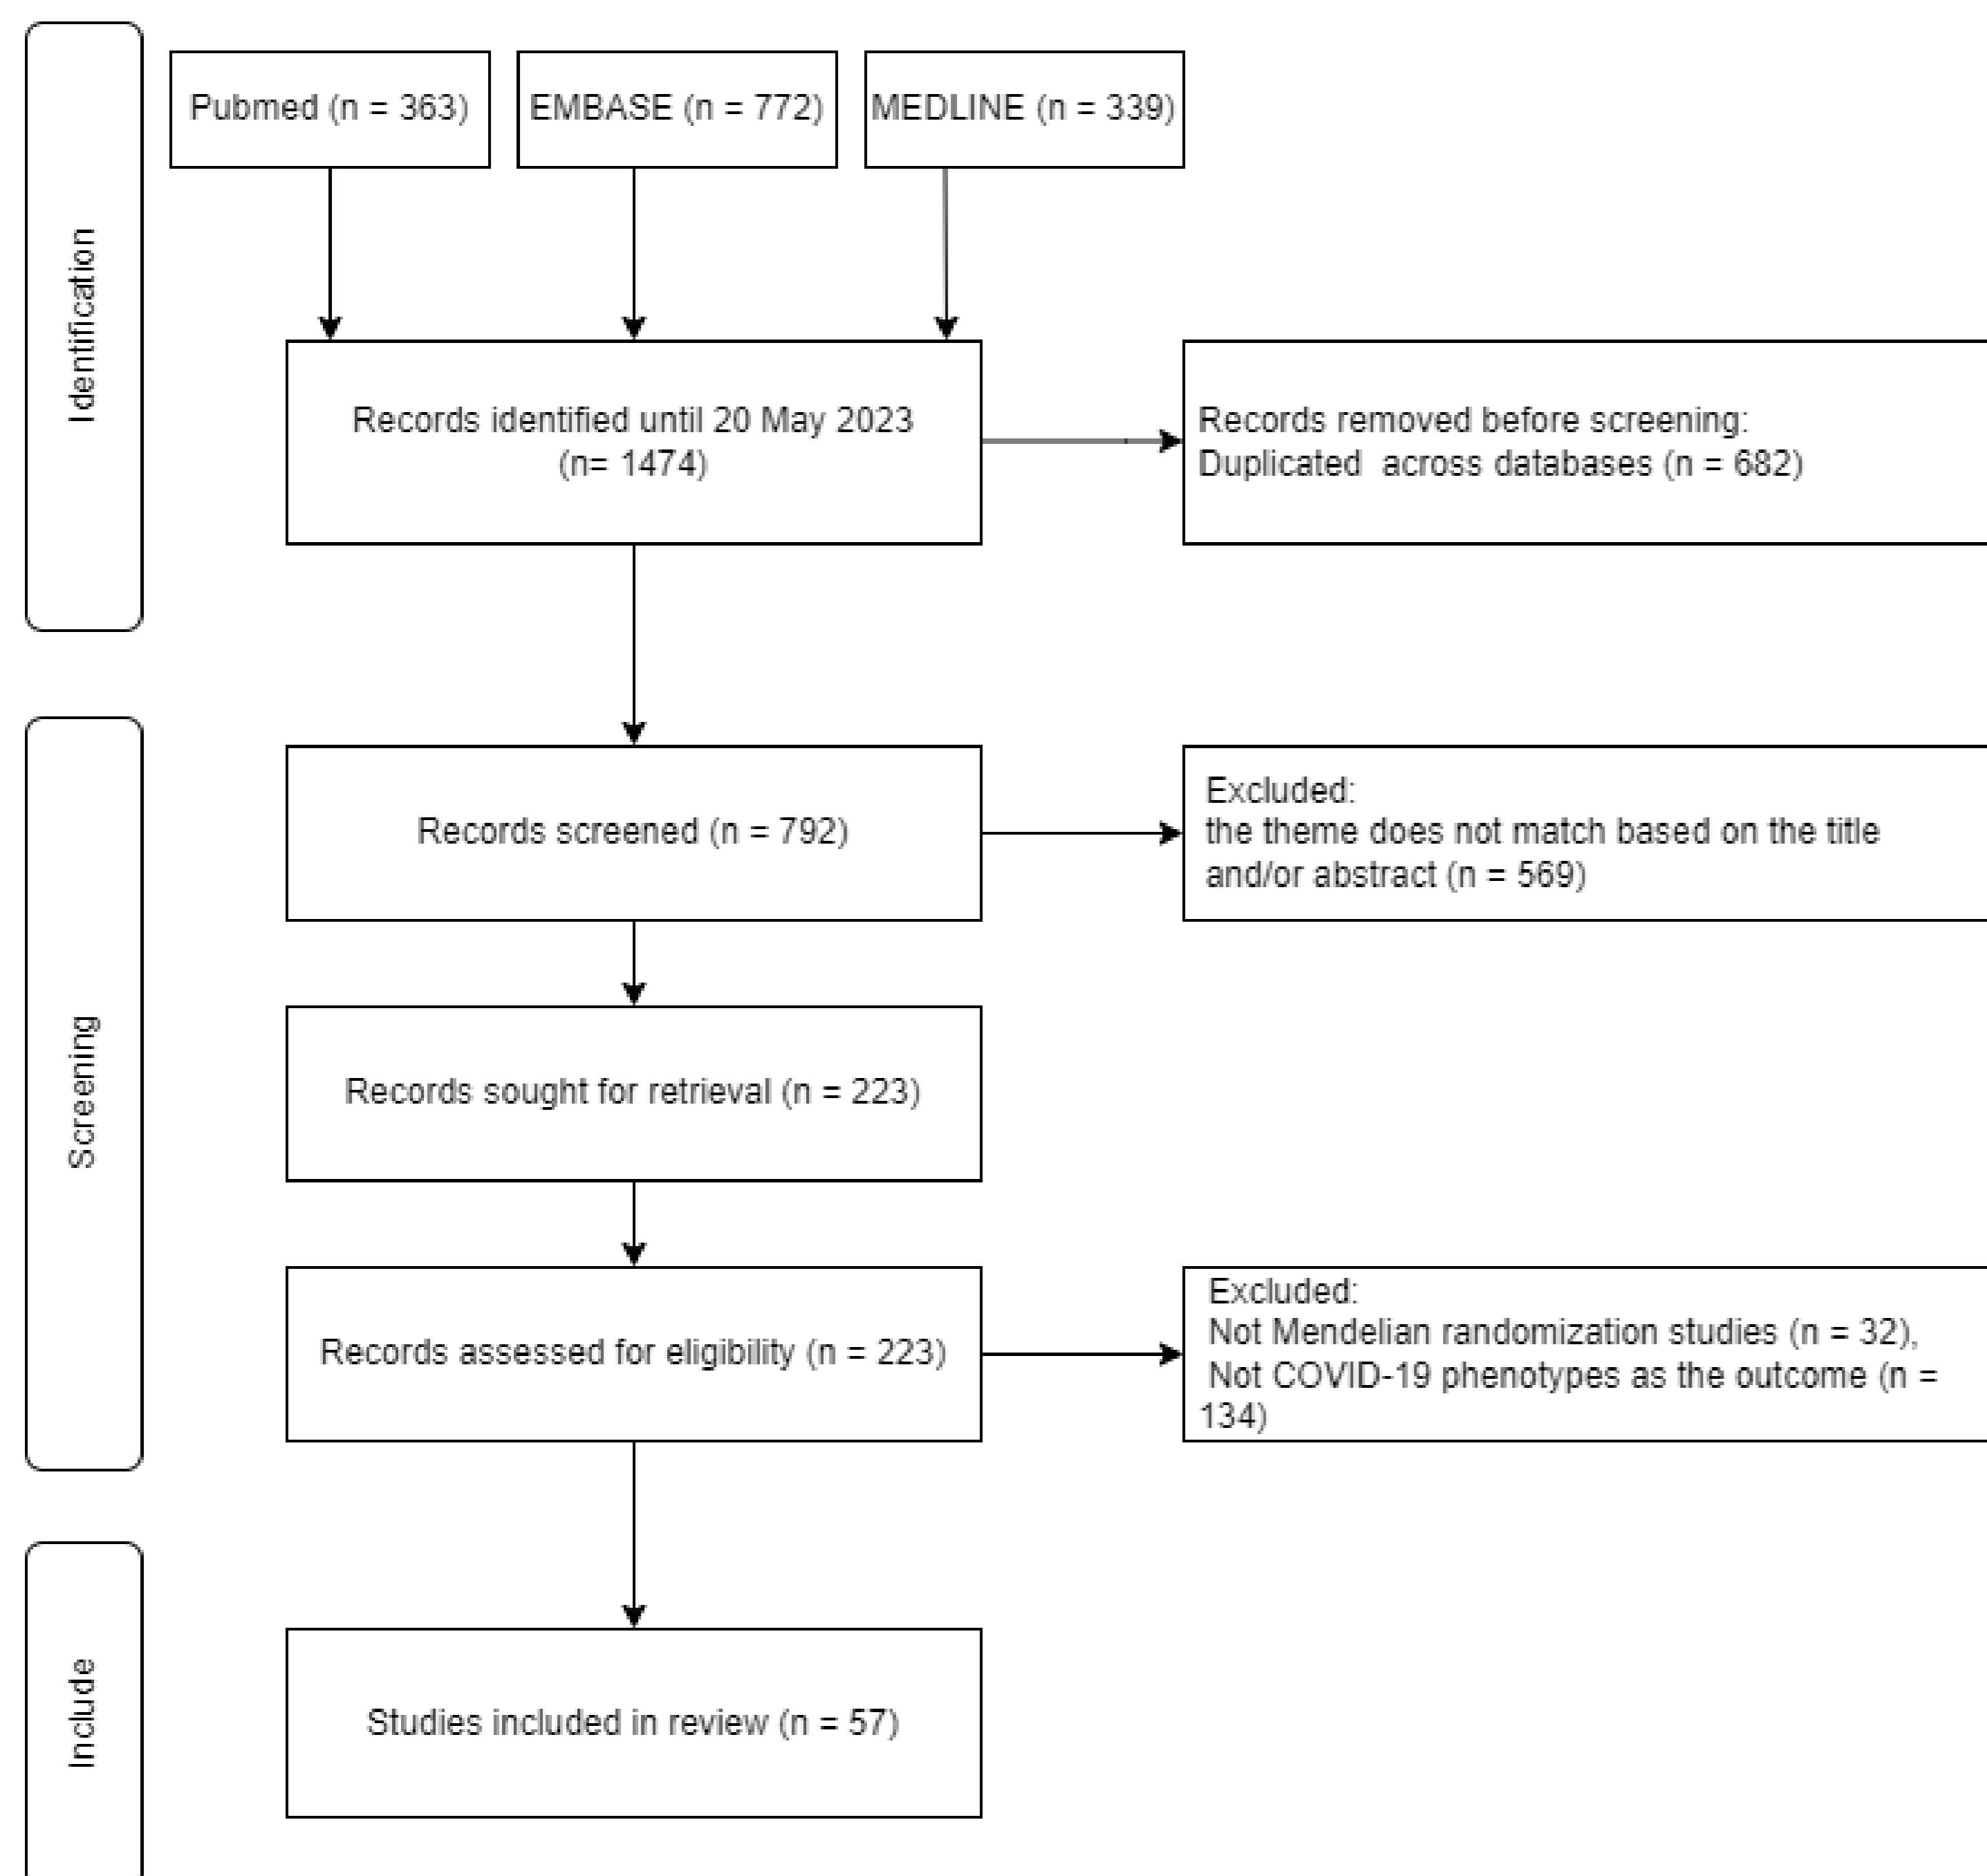 Identification
Pubmed (n = 363)
EMBASE (n = 772)
MEDLINE (n = 339)
Records identified until 20 May 2023
(n= 1474)
Records removed before screening:
Duplicated  across databases (n = 682)
Screening
Records screened (n = 792)
Excluded:
the theme does not match based on the title
and/or abstract (n = 569)
Records sought for retrieval (n = 223)
Records assessed for eligibility (n = 223)
Excluded:
Not Mendelian randomization studies (n = 32),
Not COVID-19 phenotypes as the outcome (n =
134)
Include
Studies included in review (n = 57)